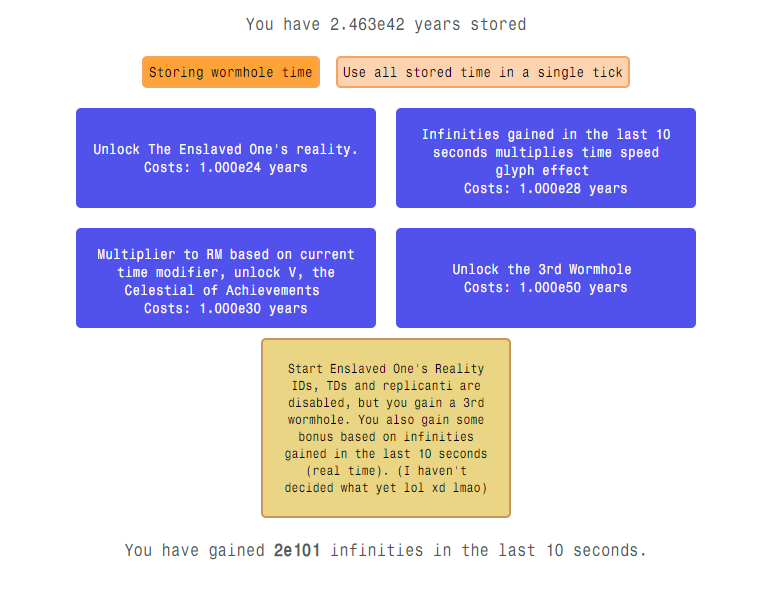 You have 2.463e42 years stored
Storing wormhole time
Use all stored time in a single tick
Unlock The Enslaved One's reality.
Costs: 1.000e24 years
Infinities gained in the last 10
seconds multiplies time speed
glyph effect
Costs: 1.000e28 years
Multiplier to RM based on current
time modifier, unlock V, the
Celestial of Achievements
Costs: 1.000e30 years
Unlock the 3rd Wormhole
Costs: 1.000e50 years
Start Enslaved One's Reality
IDs, TDs and replicanti are
disabled, but you gain a 3rd
wormhole. You also gain some
bonus based on infinities
gained in the last 10 seconds
(real time). (I haven't
decided what yet lol xd lmao)
You have gained 2e101 infinities in the last 10 seconds.